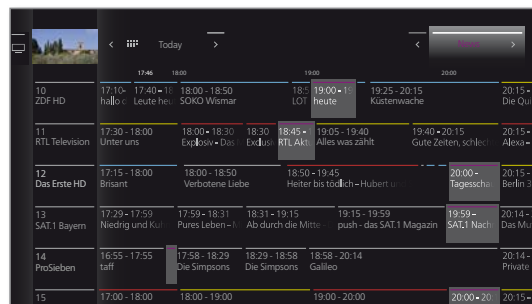 Today
News
17:46 18:00 19:00 20:00
10 17:10- 17:40 - 18 18:00 - 18:50 18:5 19:00 - 19: 19:25 - 20:15 20:15 -
ZDF HD hallo Leute heu SOKO Wismar LOT heute Küstenwache Die Qu
11 17:30 - 18:00 18:00 - 18:30 18:30 18:45 - 19:05 - 19:40 19:40 - 20:15 20:15 -
RTL Television Unter uns Explosiv - Das Exclusi RTL Akt Alles was zählt Gute Zeiten, schlech Alexa -
12 17:15 - 18:00 18:00 - 18:50 18:50 - 19:45 20:00 - 20:15 -
Das Erste HD Brisant Verbotene Liebe Heiter bis tödlich - Hubert u Tagesscha Berlin
13 17:29 - 17:59 17:59 - 18:31 18:31 - 19:15 19:15 - 19:59 19:59 - 20:14 -
SAT.1 Bayern Niedrig und Ku Pures Leben - Ab durch die Mitte - push - das SAT.1 Magazin SAT.1 Nach Das Mu
14 16:55 - 17:55 17:58 - 18:29 18:29 - 18:58 18:58 - 20:14 20:14 -
ProSieben taff Die Simpsons Die Simpsons Galileo Private
15 17:00 - 18:00 18:00 - 19:00 19:00 - 20:00 20:00 - 20: 20:15 -